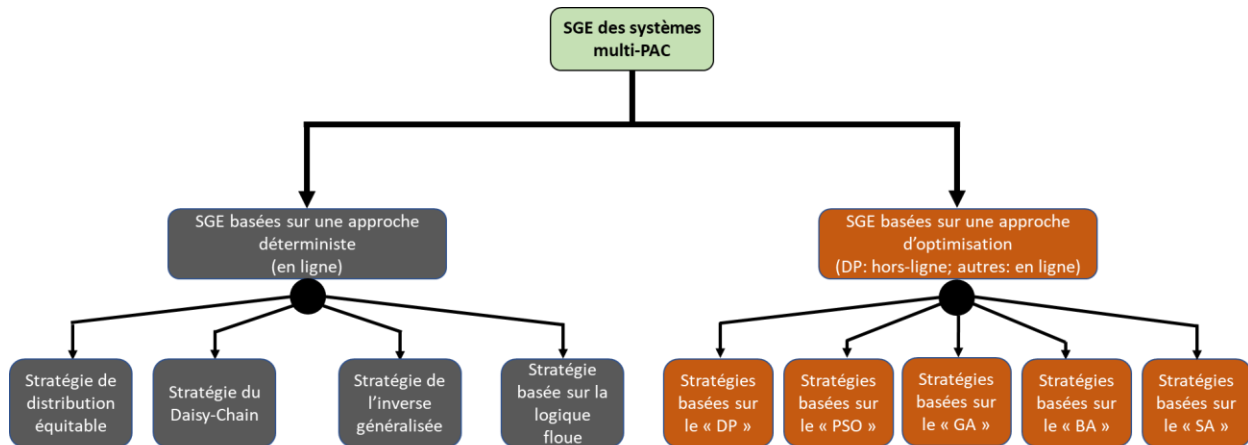 SGE des systèmes
multi-PAC
SGE basées sur une approche
déterministe
(en ligne)
SGE basées sur une approche
d’optimisation
(DP: hors-ligne; autres: en ligne)
Stratégie de
distribution
équitable
Stratégie du
Daisy-Chain
Stratégie de
l’inverse
généralisée
Stratégie
basée sur la
logique
floue
Stratégies
basées sur
le « DP »
Stratégies
basées sur
le « PSO »
Stratégies
basées sur
le « GA »
Stratégies
basées sur
le « BA »
Stratégies
basées sur
le « SA »